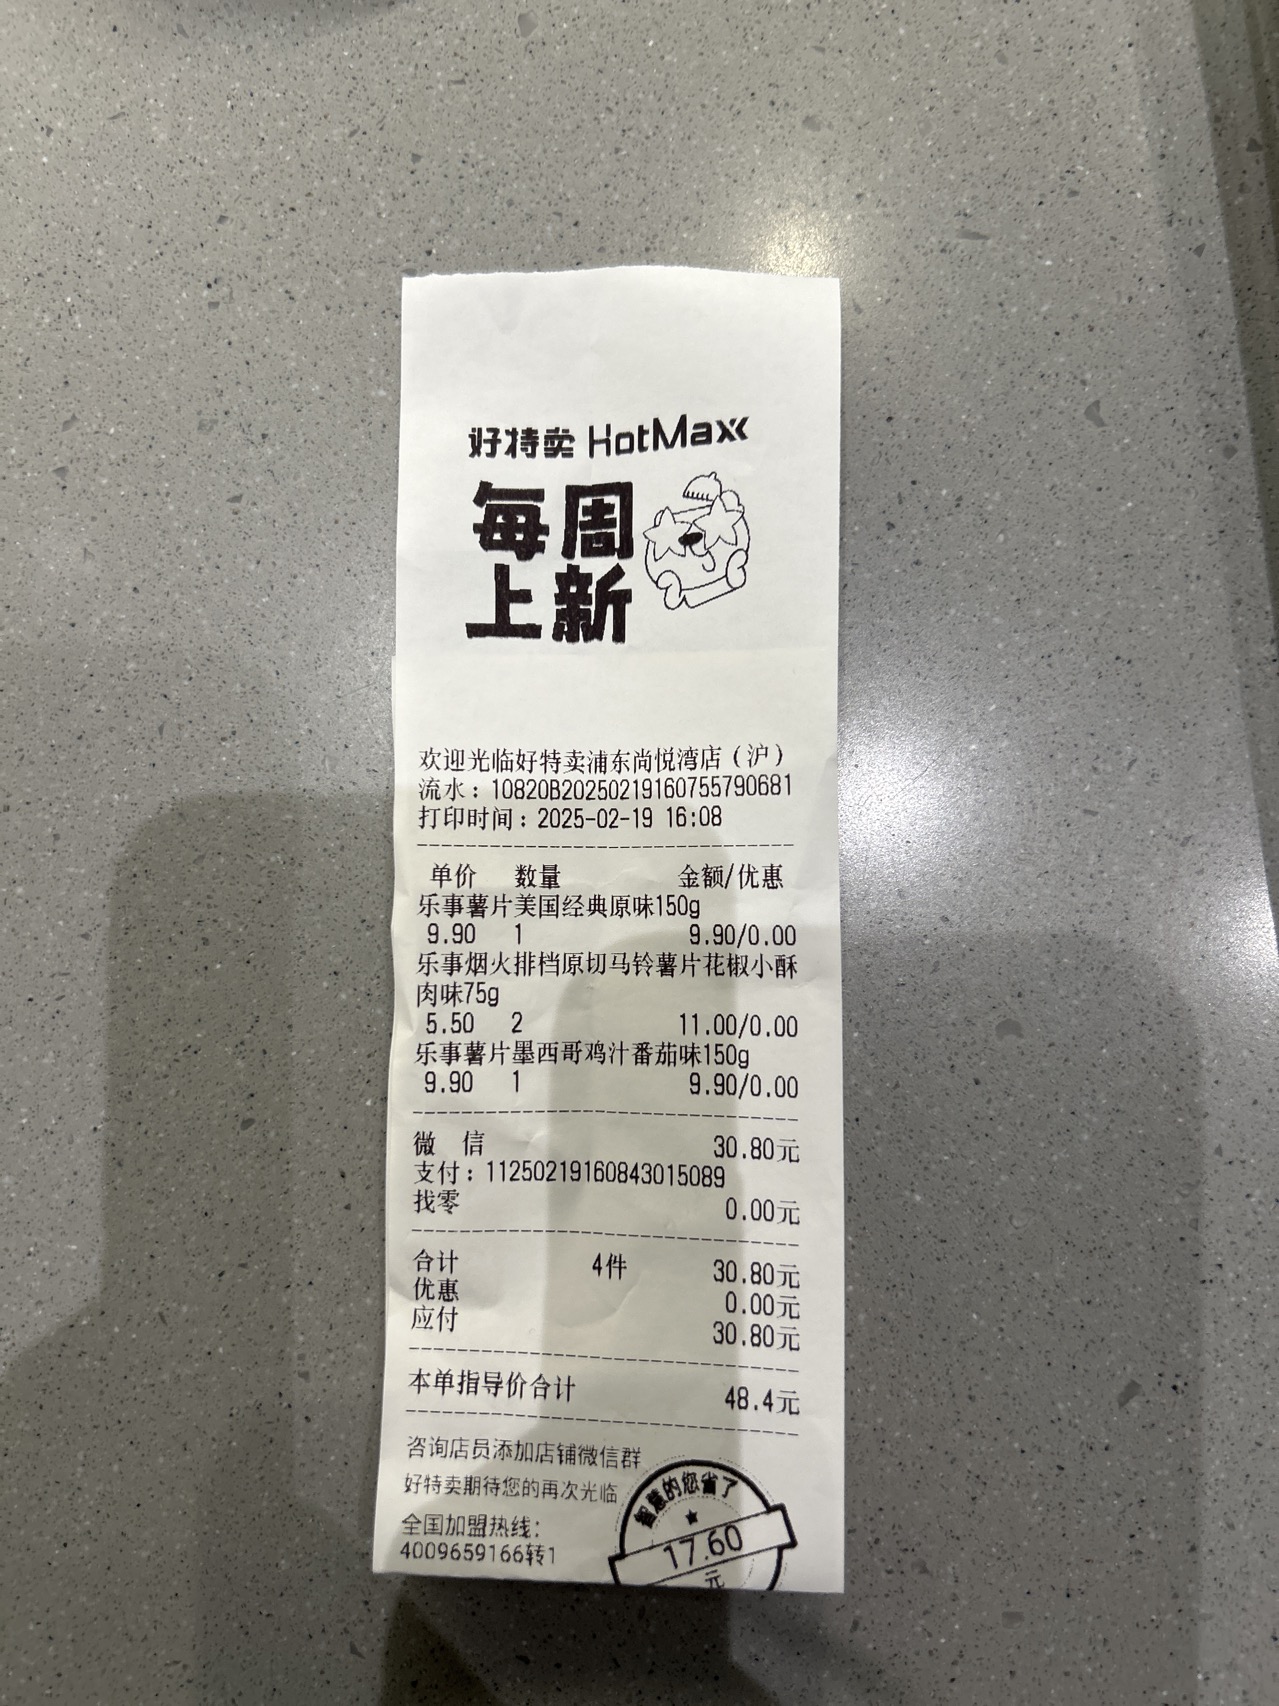 好特卖 HotMaxx
每周
上新
欢迎光临好特卖浦东尚悦湾店（沪）
流水：10820B20250219160755790681
打印时间：2025-02-19 16:08
单价 数量 金额/优惠
乐事薯片美国经典原味150g
9.90 1 9.90/0.00
乐事烟火排档原切马铃薯片花椒小酥
肉味75g
5.50 2 11.00/0.00
乐事薯片墨西哥鸡汁番茄味150g
9.90 1 9.90/0.00
微 信 30.80元
支付：11250219160843015089
找零 0.00元
合计 4件 30.80元
优惠 0.00元
应付 30.80元
本单指导价合计 48.4元
咨询店员添加店铺微信群
好特卖期待您的再次光临
全国加盟热线：
4009659166转1
智慧的您省了
17.60
元